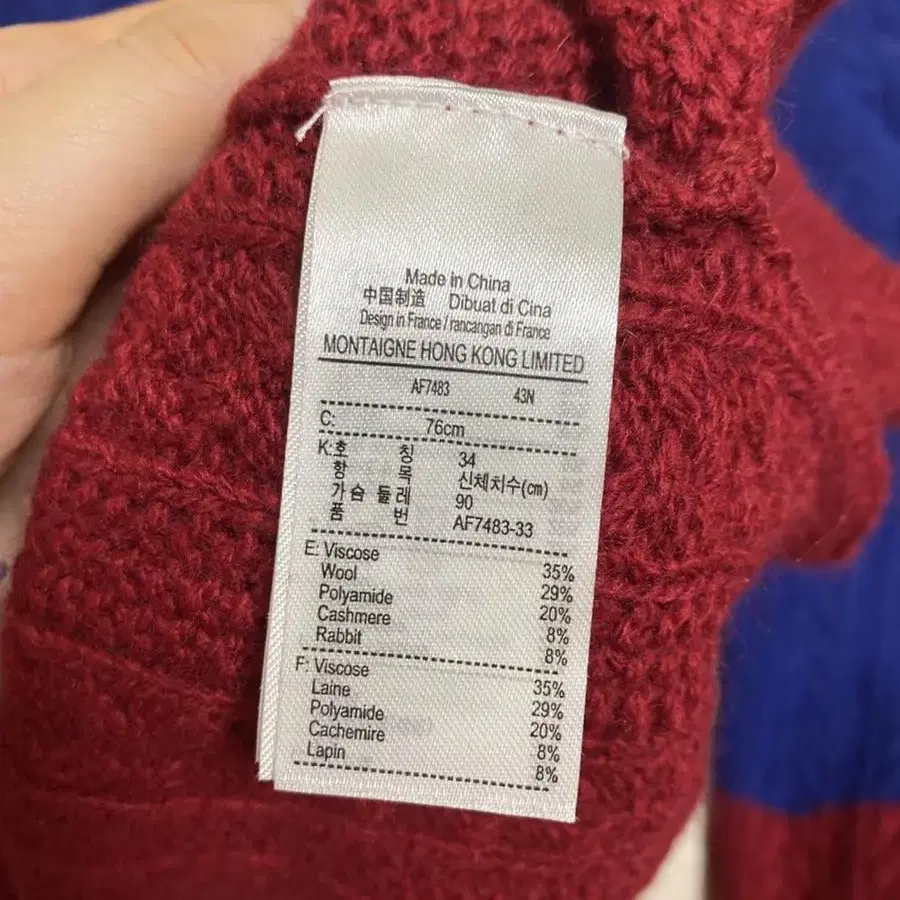 Made in China
中国制造 Dibuat di Cina
Design in France / rancangan di France
MONTAIGNE HONG KONG LIMITED
AF7483 43N
C: 76cm
K:호 칭 34
항 목 신체치수(cm)
가슴 둘레 90
품 번 AF7483-33
E: Viscose 35%
Wool 29%
Polyamide 20%
Cashmere 8%
Rabbit 8%
F: Viscose 35%
Laine 29%
Polyamide 20%
Cachemire 8%
Lapin 8%